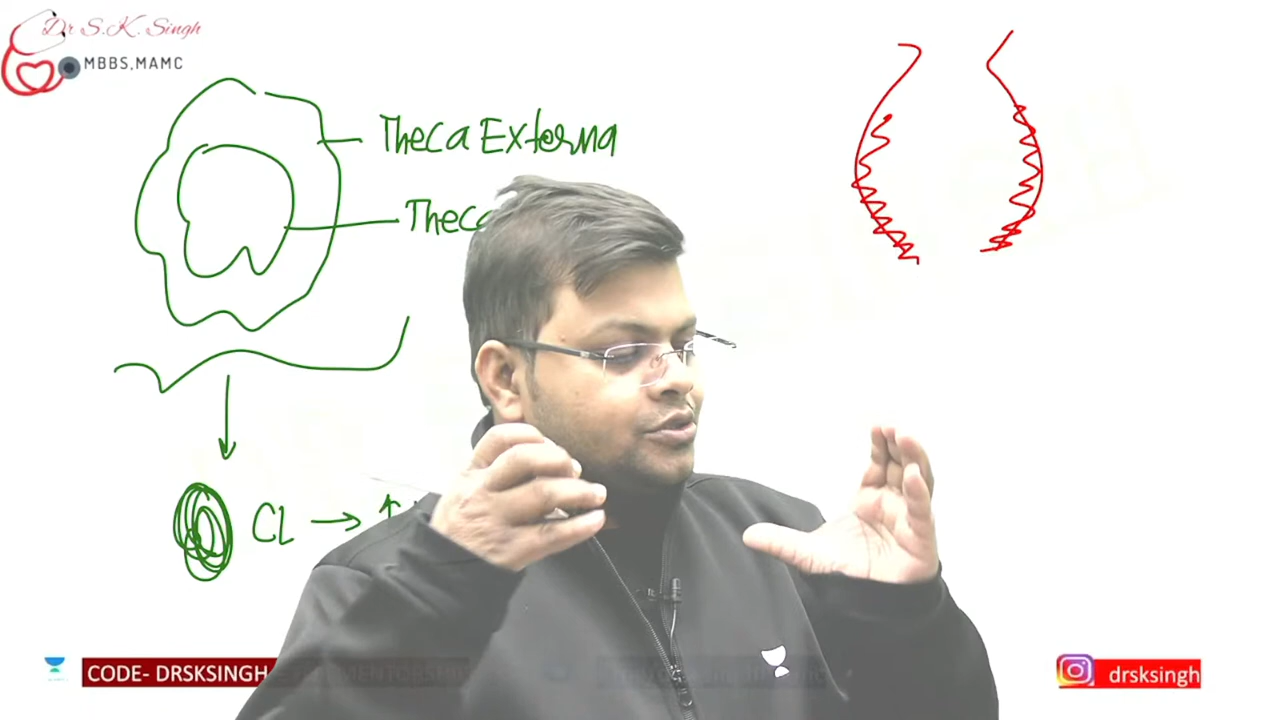 Dr S.K. Singh
MBBS,MAMC
Theca Externa
Theca
CL → ↑
CODE- DRSKSINGH
drsksingh